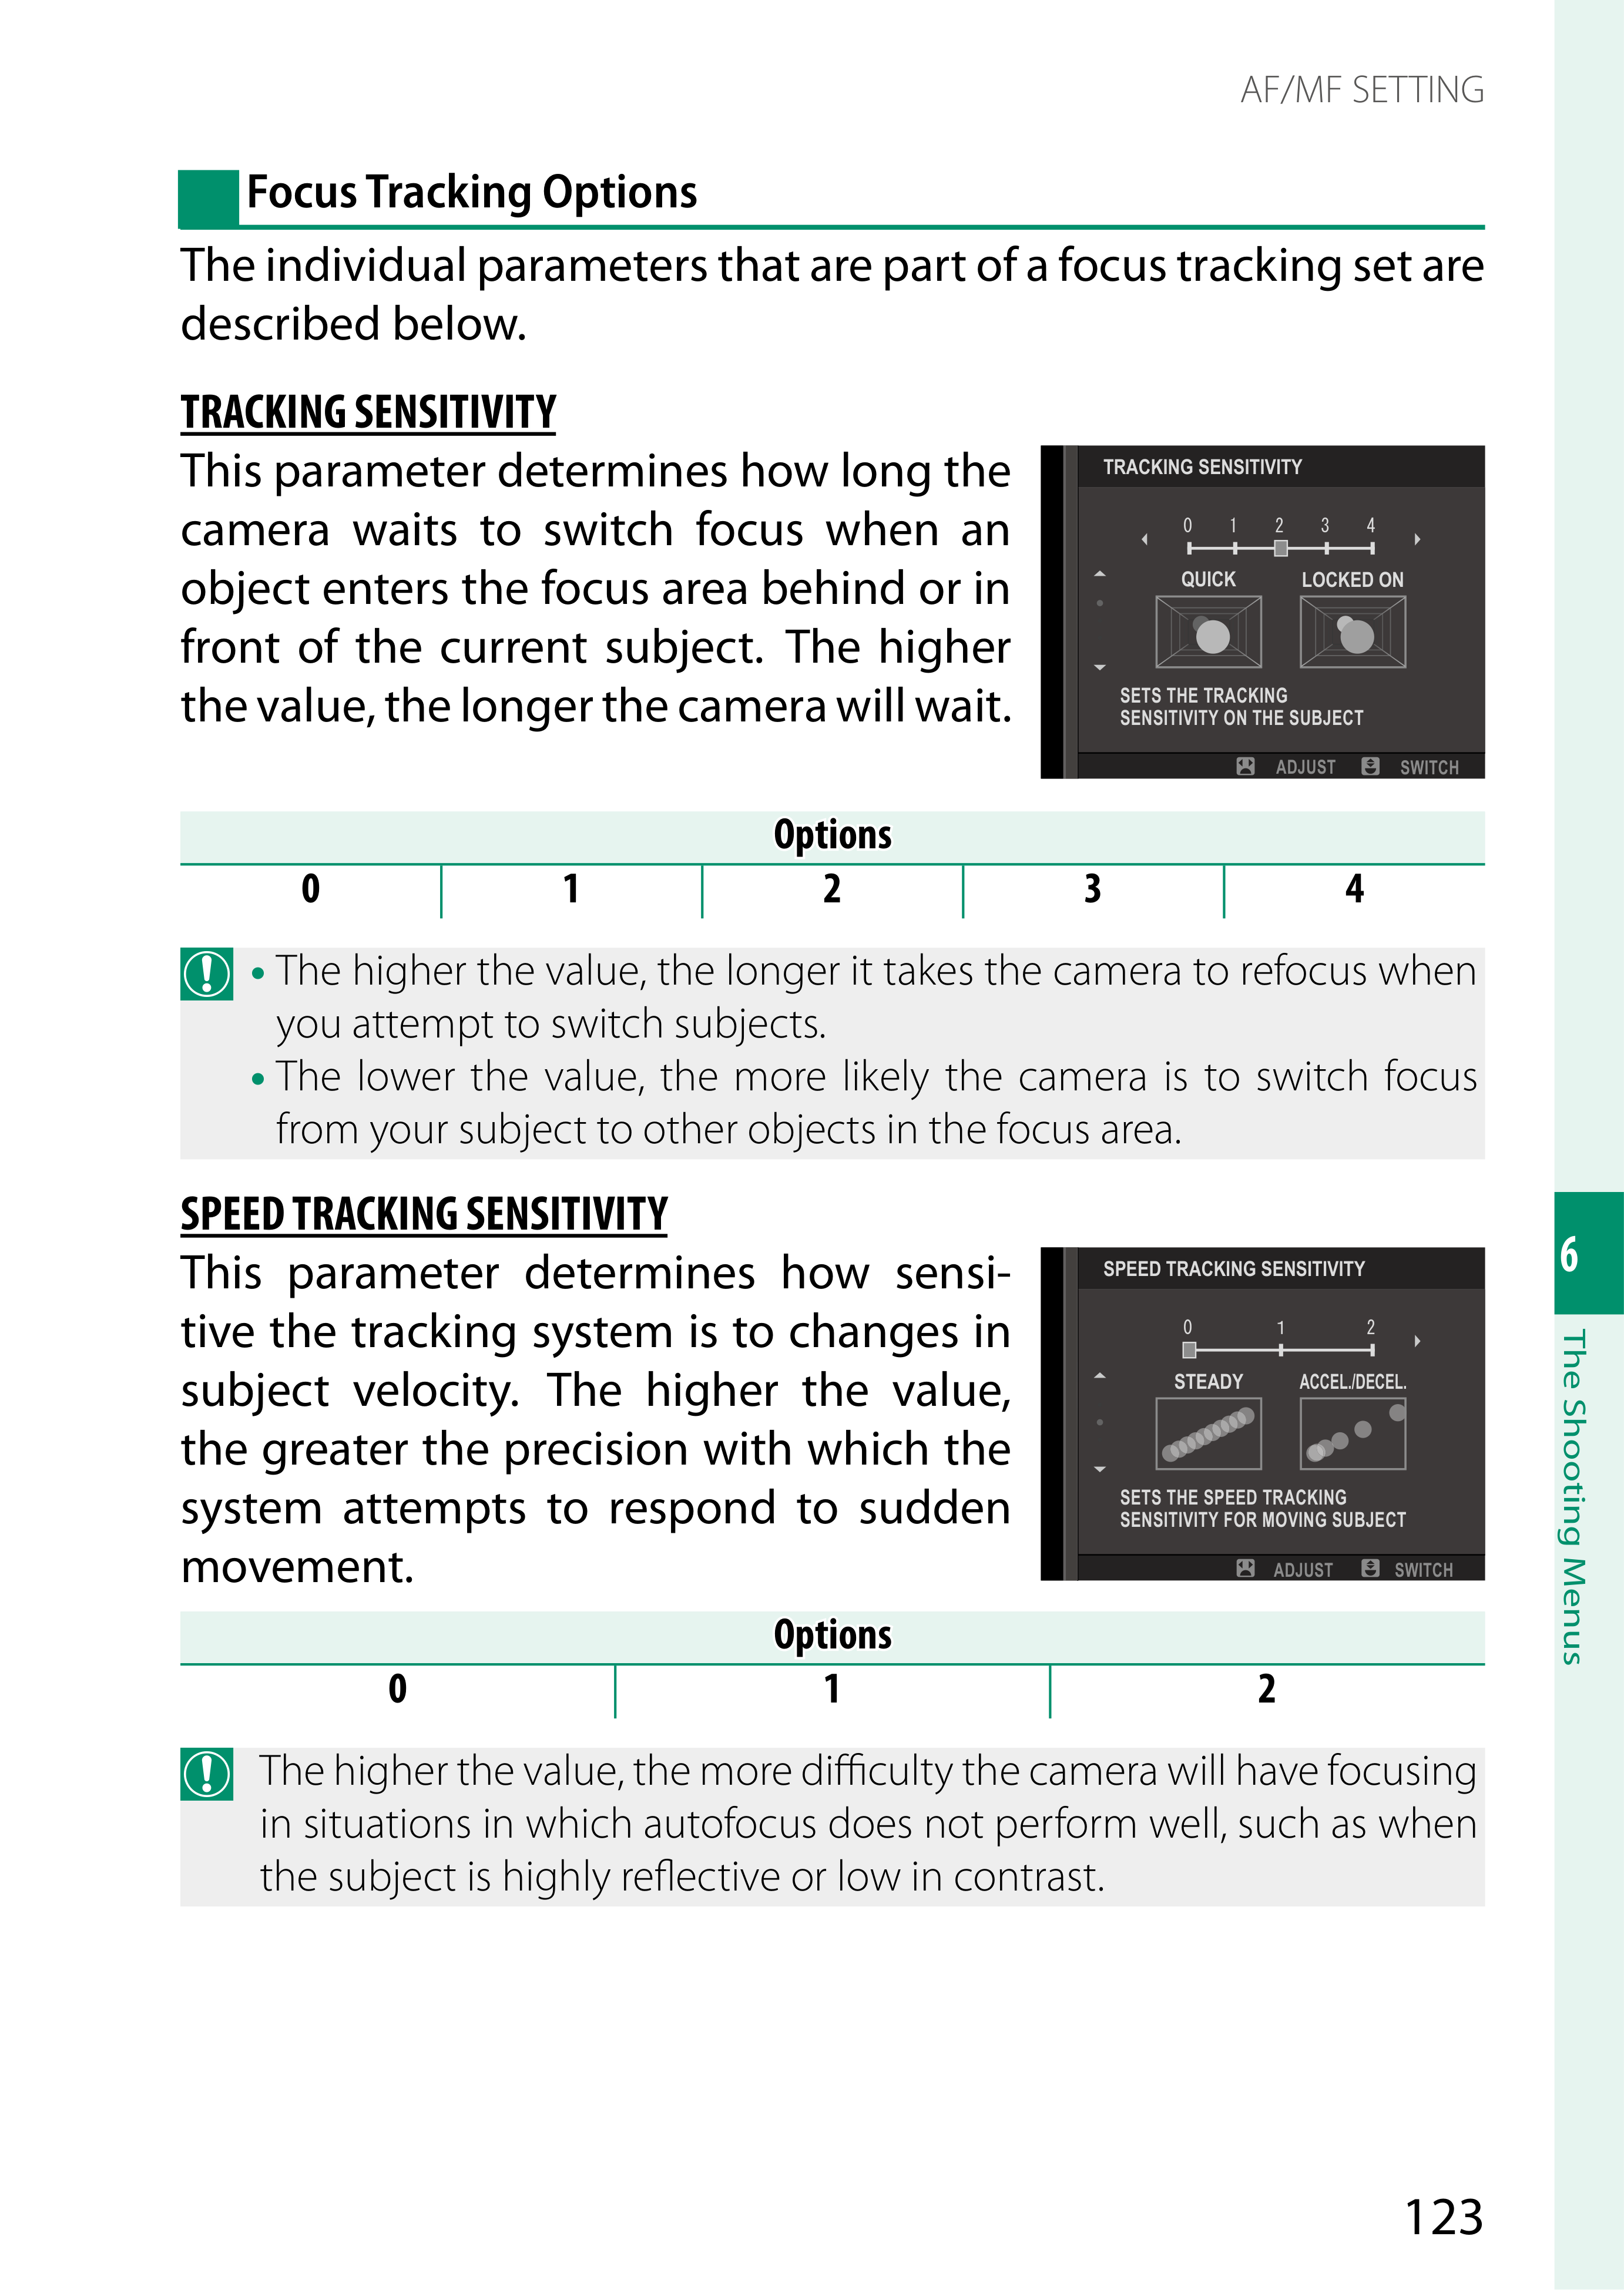 AF/MF SETTING
Focus Tracking Options
The individual parameters that are part of a focus tracking set are
described below.
TRACKING SENSITIVITY
This parameter determines how long the
camera waits to switch focus when an
object enters the focus area behind or in
front of the current subject. The higher
the value, the longer the camera will wait.
TRACKING SENSITIVITY
0 1 2 3 4
QUICK LOCKED ON
SETS THE TRACKING
SENSITIVITY ON THE SUBJECT
ADJUST SWITCH
Options
0 1 2 3 4
• The higher the value, the longer it takes the camera to refocus when
you attempt to switch subjects.
• The lower the value, the more likely the camera is to switch focus
from your subject to other objects in the focus area.
SPEED TRACKING SENSITIVITY
This parameter determines how sensi-
tive the tracking system is to changes in
subject velocity. The higher the value,
the greater the precision with which the
system attempts to respond to sudden
movement.
SPEED TRACKING SENSITIVITY
0 1 2
STEADY ACCEL./DECEL.
SETS THE SPEED TRACKING
SENSITIVITY FOR MOVING SUBJECT
ADJUST SWITCH
Options
0 1 2
The higher the value, the more difficulty the camera will have focusing
in situations in which autofocus does not perform well, such as when
the subject is highly reflective or low in contrast.
6
The Shooting Menus
123